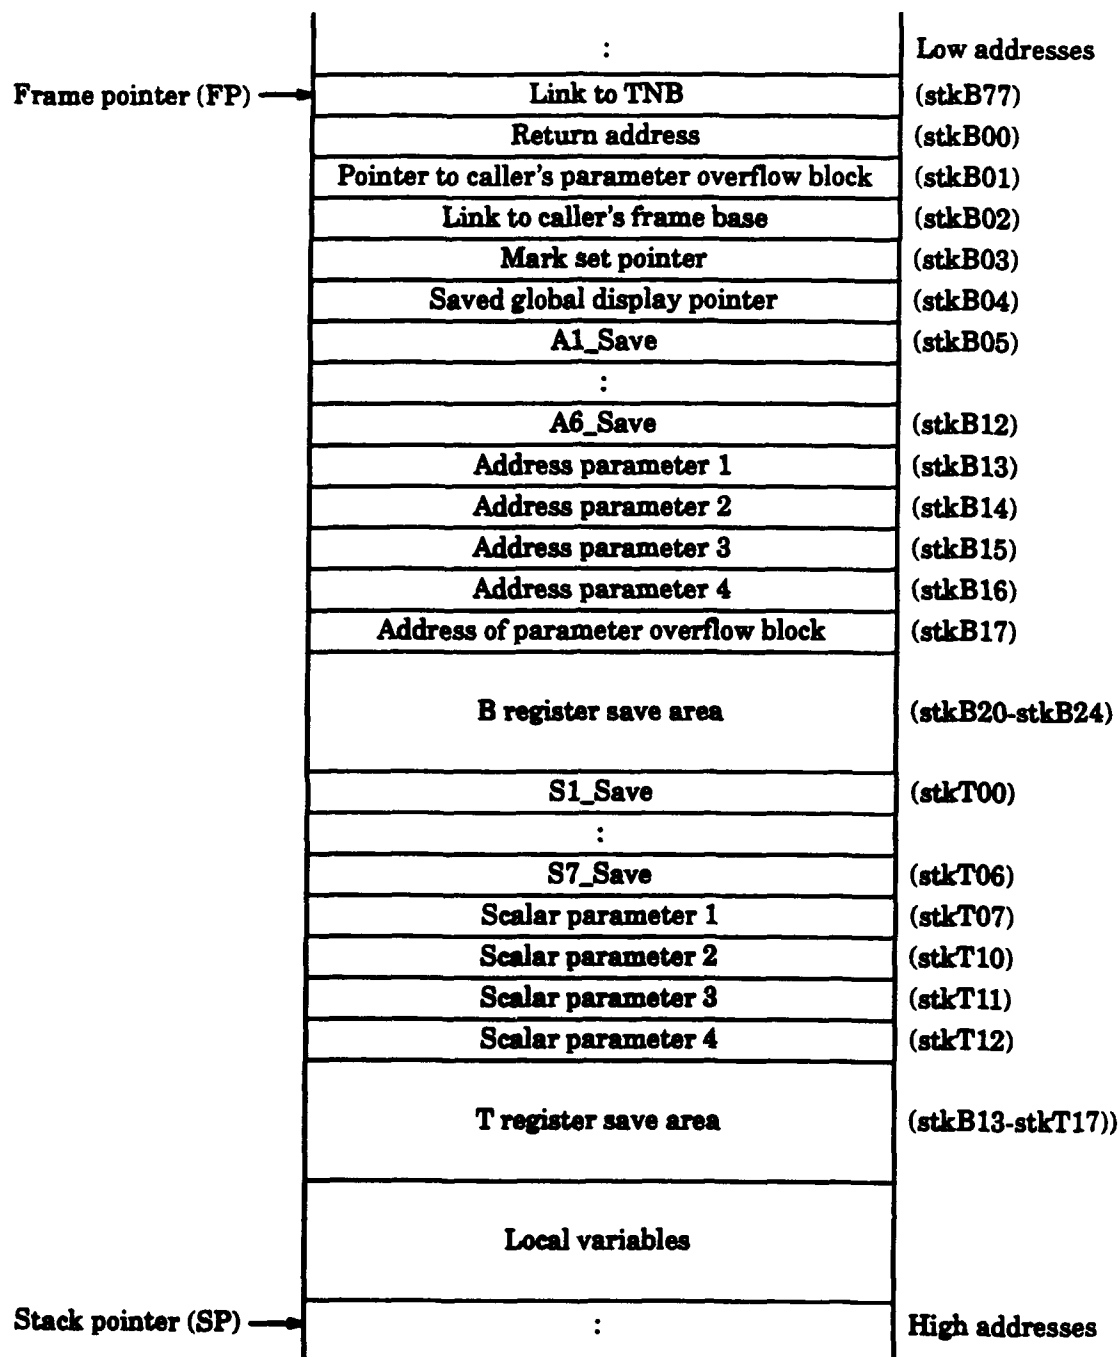 : Low addresses
Frame pointer (FP) Link to TNB (stkB77)
Return address (stkB00)
Pointer to caller's parameter overflow block (stkB01)
Link to caller's frame base (stkB02)
Mark set pointer (stkB03)
Saved global display pointer (stkB04)
A1_Save (stkB05)
:
A6_Save (stkB12)
Address parameter 1 (stkB13)
Address parameter 2 (stkB14)
Address parameter 3 (stkB15)
Address parameter 4 (stkB16)
Address of parameter overflow block (stkB17)
B register save area (stkB20-stkB24)
S1_Save (stkT00)
:
S7_Save (stkT06)
Scalar parameter 1 (stkT07)
Scalar parameter 2 (stkT10)
Scalar parameter 3 (stkT11)
Scalar parameter 4 (stkT12)
T register save area (stkB13-stkT17))
Local variables
Stack pointer (SP) : High addresses